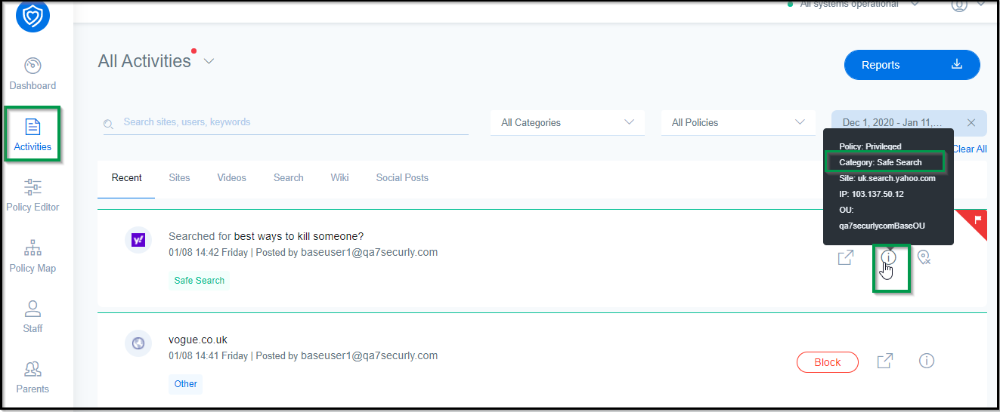 All systems operational
Dashboard
Activities
Policy Editor
Policy Map
Staff
Parents
All Activities
Reports
Search sites, users, keywords
All Categories
All Policies
Dec 1, 2020 - Jan 11,...
Clear All
Recent
Sites
Videos
Search
Wiki
Social Posts
Policy: Privileged
Category: Safe Search
Site: uk.search.yahoo.com
IP: 103.137.50.12
OU:
qa7securlycomBaseOU
y!
Searched for best ways to kill someone?
01/08 14:42 Friday | Posted by baseuser1@qa7securly.com
Safe Search
vogue.co.uk
01/08 14:41 Friday | Posted by baseuser1@qa7securly.com
Other
Block